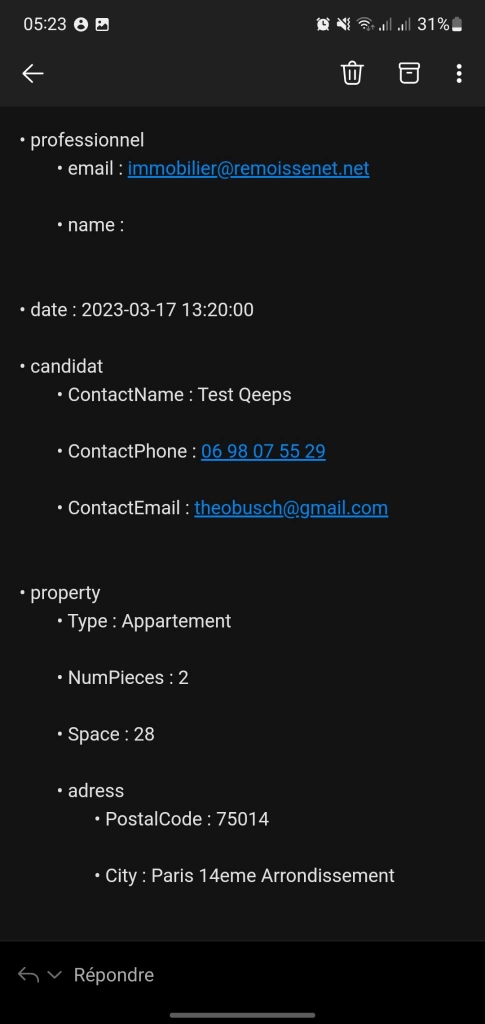 05:23
31%
• professionnel
• email : immobilier@remoissenet.net
• name :
• date : 2023-03-17 13:20:00
• candidat
• ContactName : Test Qeeps
• ContactPhone : 06 98 07 55 29
• ContactEmail : theobusch@gmail.com
• property
• Type : Appartement
• NumPieces : 2
• Space : 28
• adress
• PostalCode : 75014
• City : Paris 14eme Arrondissement
Répondre